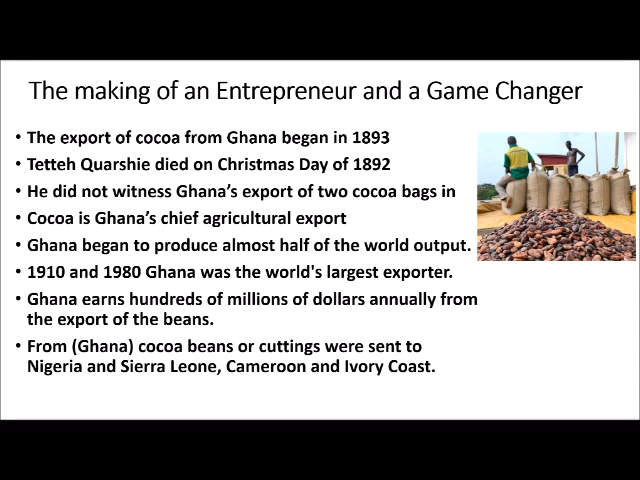 The making of an Entrepreneur and a Game Changer
• The export of cocoa from Ghana began in 1893
• Tetteh Quarshie died on Christmas Day of 1892
• He did not witness Ghana’s export of two cocoa bags in
• Cocoa is Ghana’s chief agricultural export
• Ghana began to produce almost half of the world output.
• 1910 and 1980 Ghana was the world's largest exporter.
• Ghana earns hundreds of millions of dollars annually from
the export of the beans.
• From (Ghana) cocoa beans or cuttings were sent to
Nigeria and Sierra Leone, Cameroon and Ivory Coast.